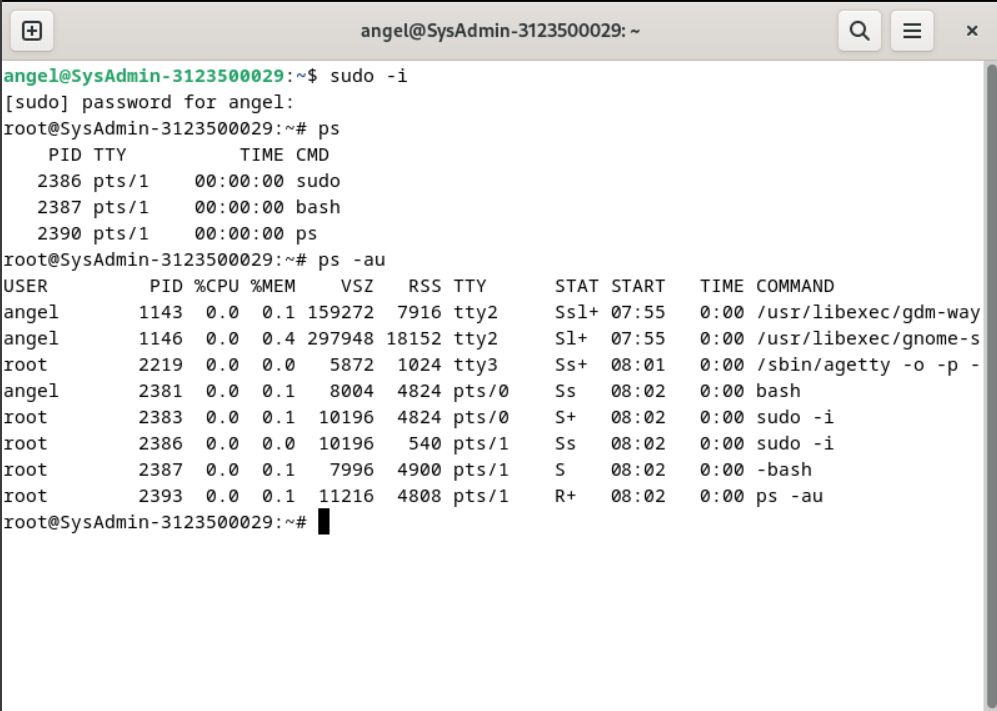 angel@SysAdmin-3123500029: ~
angel@SysAdmin-3123500029:~$ sudo -i
[sudo] password for angel:
root@SysAdmin-3123500029:~# ps
    PID TTY          TIME CMD
   2386 pts/1    00:00:00 sudo
   2387 pts/1    00:00:00 bash
   2390 pts/1    00:00:00 ps
root@SysAdmin-3123500029:~# ps -au
USER         PID %CPU %MEM    VSZ   RSS TTY      STAT START   TIME COMMAND
angel       1143  0.0  0.1 159272  7916 tty2     Ssl+ 07:55   0:00 /usr/libexec/gdm-way
angel       1146  0.0  0.4 297948 18152 tty2     Sl+  07:55   0:00 /usr/libexec/gnome-s
root        2219  0.0  0.0   5872  1024 tty3     Ss+  08:01   0:00 /sbin/agetty -o -p -
angel       2381  0.0  0.1   8004  4824 pts/0    Ss   08:02   0:00 bash
root        2383  0.0  0.1  10196  4824 pts/0    S+   08:02   0:00 sudo -i
root        2386  0.0  0.0  10196   540 pts/1    Ss   08:02   0:00 sudo -i
root        2387  0.0  0.1   7996  4900 pts/1    S    08:02   0:00 -bash
root        2393  0.0  0.1  11216  4808 pts/1    R+   08:02   0:00 ps -au
root@SysAdmin-3123500029:~#